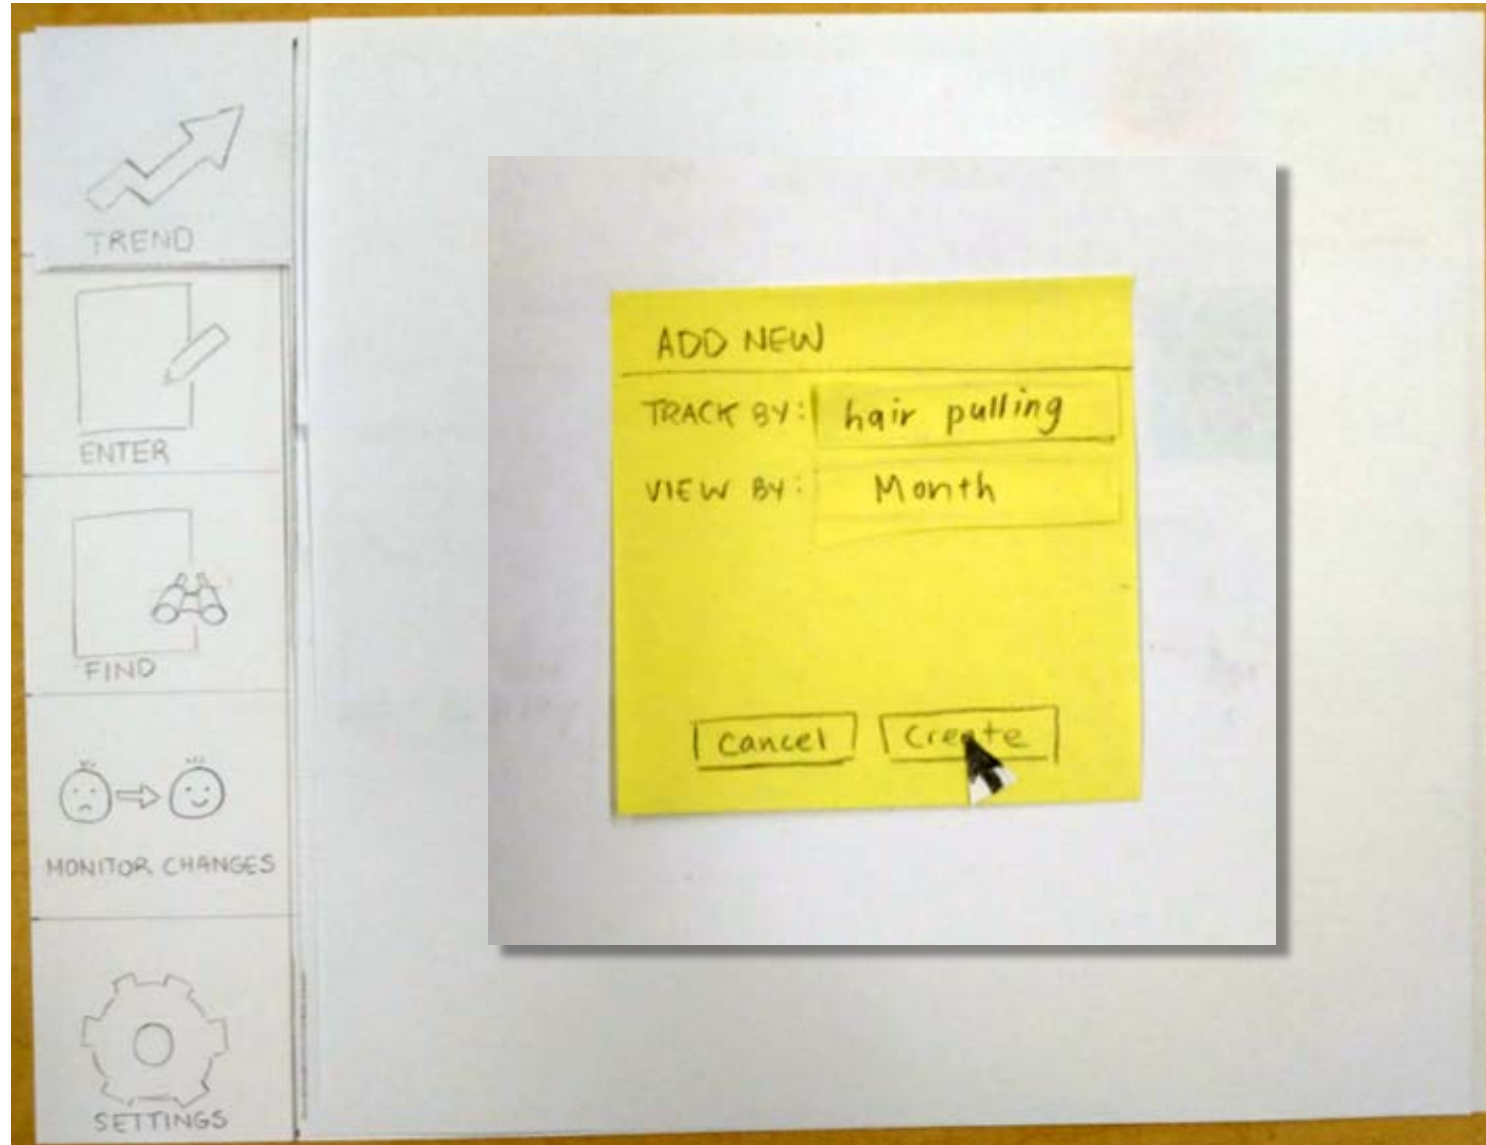 TREND
ENTER
FIND
MONITOR CHANGES
SETTINGS
ADD NEW
TRACK BY: hair pulling
VIEW BY: Month
Cancel Create